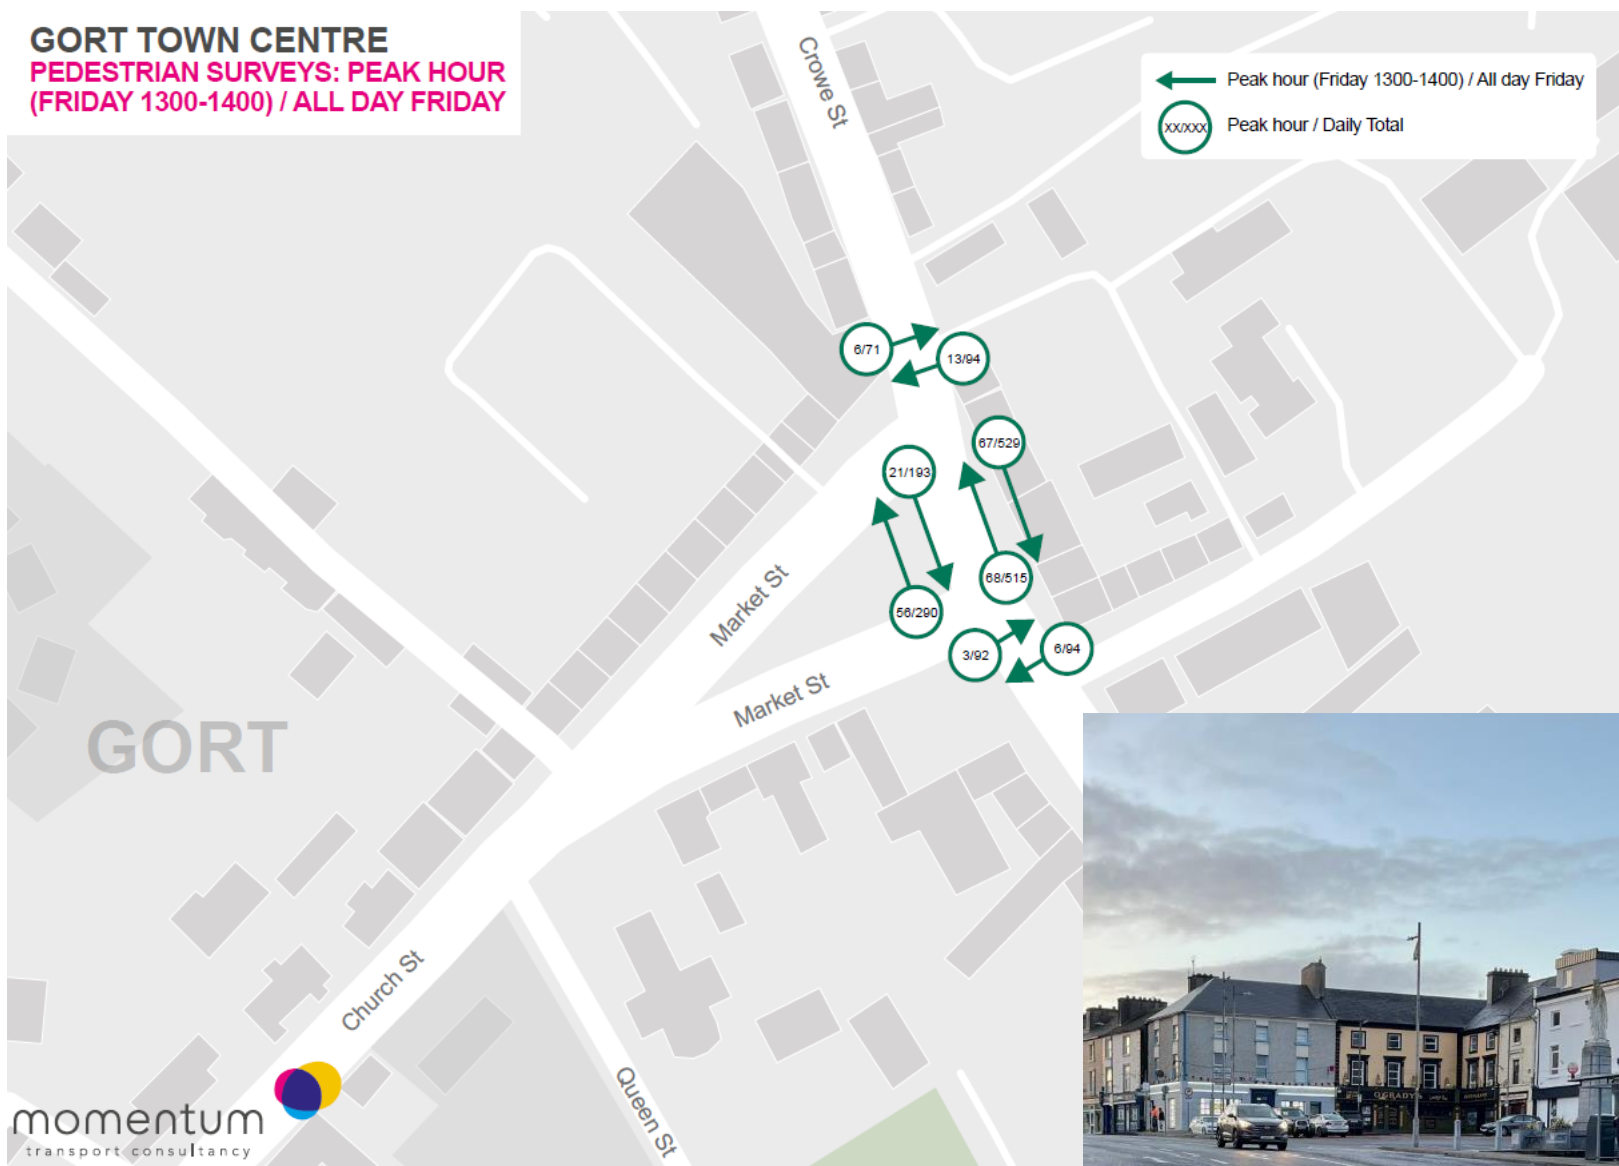 GORT TOWN CENTRE
PEDESTRIAN SURVEYS: PEAK HOUR
(FRIDAY 1300-1400) / ALL DAY FRIDAY
Peak hour (Friday 1300-1400) / All day Friday
XX/XXX
Peak hour / Daily Total
Crowe St
6/71
13/94
67/529
21/193
68/515
56/290
3/92
6/94
Market St
Market St
GORT
Church St
Queen St
O'GRADY'S
momentum
transport consultancy